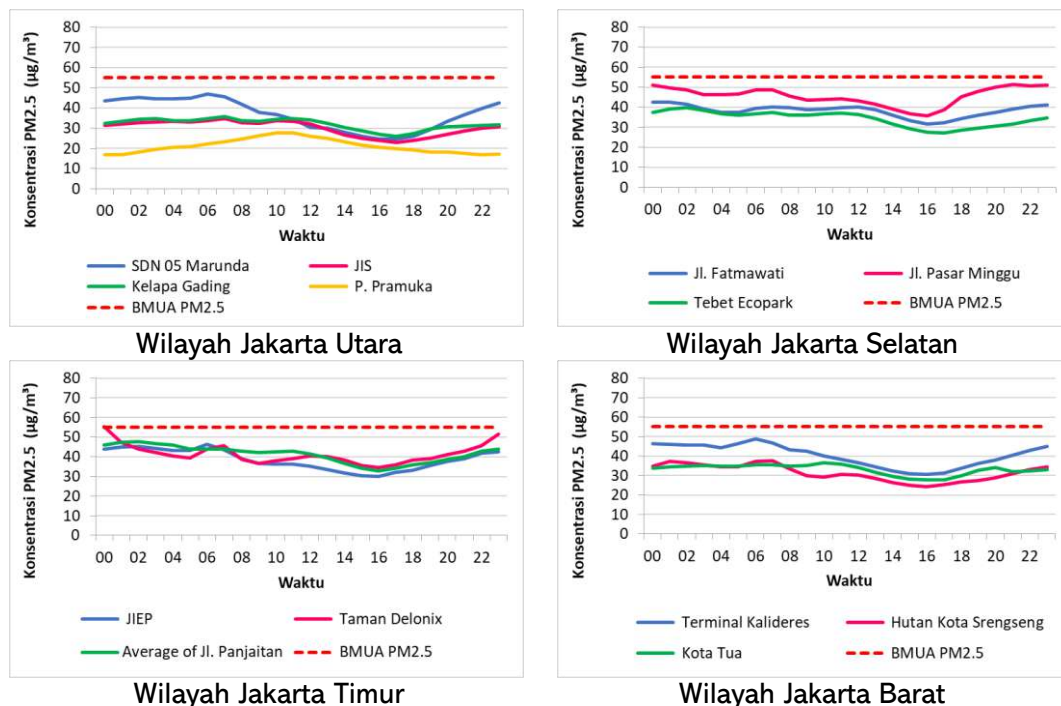 Konsentrasi PM2.5 (µg/m³)
80
70
60
50
40
30
20
10
0
00 02 04 06 08 10 12 14 16 18 20 22
Waktu
SDN 05 Marunda JIS
Kelapa Gading P. Pramuka
BMUA PM2.5
Wilayah Jakarta Utara
Konsentrasi PM2.5 (µg/m³)
80
70
60
50
40
30
20
10
0
00 02 04 06 08 10 12 14 16 18 20 22
Waktu
Jl. Fatmawati Jl. Pasar Minggu
Tebet Ecopark BMUA PM2.5
Wilayah Jakarta Selatan
Konsentrasi PM2.5 (µg/m³)
80
70
60
50
40
30
20
10
0
00 02 04 06 08 10 12 14 16 18 20 22
Waktu
JIEP Taman Delonix
Average of Jl. Panjaitan BMUA PM2.5
Wilayah Jakarta Timur
Konsentrasi PM2.5 (µg/m³)
80
70
60
50
40
30
20
10
0
00 02 04 06 08 10 12 14 16 18 20 22
Waktu
Terminal Kalideres Hutan Kota Srengseng
Kota Tua BMUA PM2.5
Wilayah Jakarta Barat